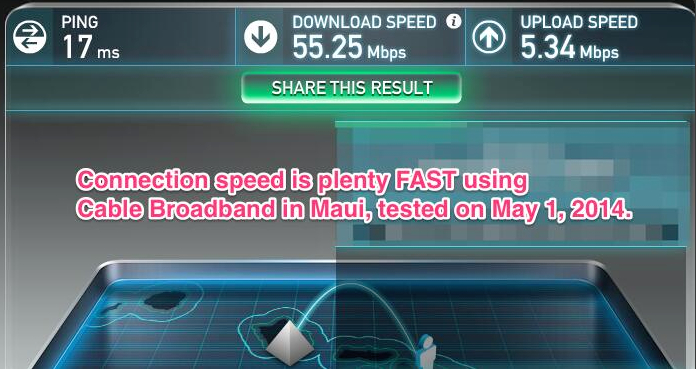 PING
17 ms
DOWNLOAD SPEED i
55.25 Mbps
UPLOAD SPEED
5.34 Mbps
SHARE THIS RESULT
Connection speed is plenty FAST using
Cable Broadband in Maui, tested on May 1, 2014.